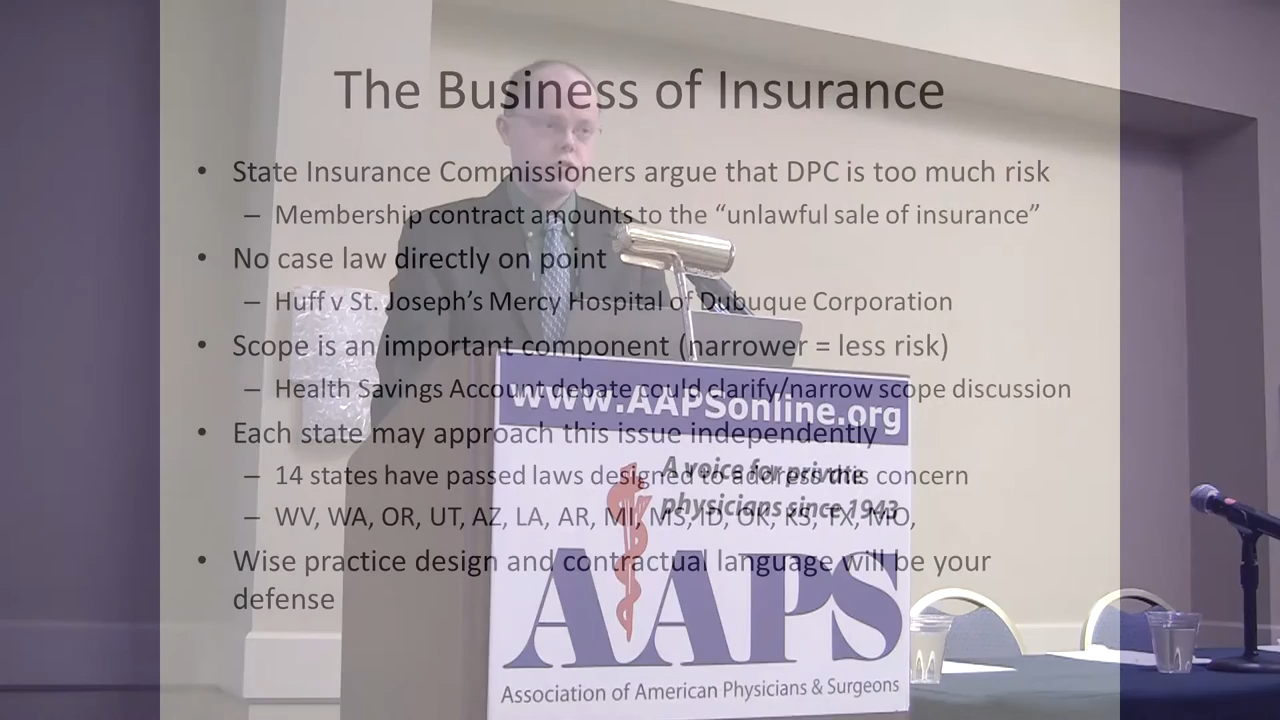 The Business of Insurance
• State Insurance Commissioners argue that DPC is too much risk
– Membership contract amounts to the “unlawful sale of insurance”
• No case law directly on point
– Huff v St. Joseph’s Mercy Hospital of Dubuque Corporation
• Scope is an important component (narrower = less risk)
– Health Savings Account debate could clarify/narrow scope discussion
• Each state may approach this issue independently
– 14 states have passed laws designed to address this concern
– WV, WA, OR, UT, AZ, LA, AR, MI, MS, ID, OK, KS, TX, MO,
• Wise practice design and contractual language will be your
defense
www.AAPSonline.org
A voice for private
physicians since 1943
AAPS
Association of American Physicians & Surgeons